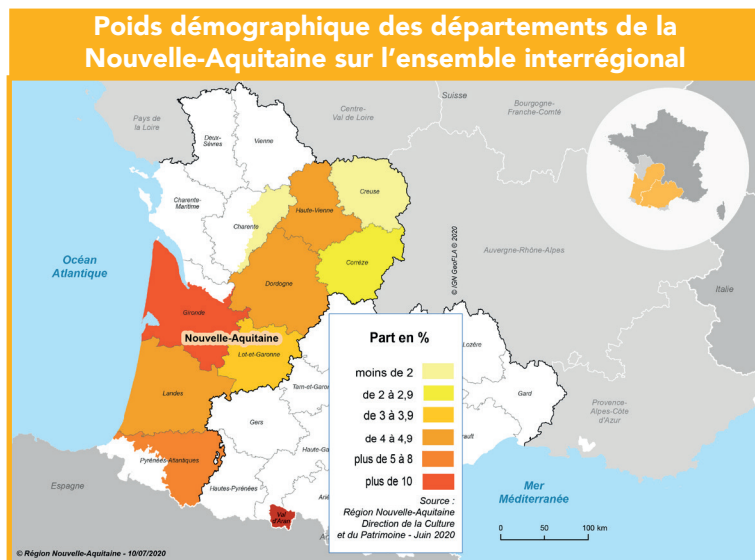 Poids démographique des départements de la
Nouvelle-Aquitaine sur l’ensemble interrégional
Suisse
Pays de
la Loire
Centre-
Val de Loire
Bourgogne-
Franche-Comté
Deux-
Sèvres
Vienne
Charente-
Maritime
Charente
Haute-Vienne
Creuse
Océan
Atlantique
Corrèze
Dordogne
© IGN GeoFLA ® 2020
Auvergne-Rhône-Alpes
Italie
Gironde
Nouvelle-Aquitaine
Lot-et-Garonne
Landes
Tarn-et-Garon
Gers
Haute-Ga
Pyrénées-Atlantiques
Hautes-Pyrénées
Ari
Val
d'Aran
Espagne
Lozère
Gard
rault
Provence-
Alpes-Côte
d'Azur
Mer
Méditerranée
Part en %
moins de 2
de 2 à 2,9
de 3 à 3,9
de 4 à 4,9
plus de 5 à 8
plus de 10
Source :
Région Nouvelle-Aquitaine
Direction de la Culture
et du Patrimoine - Juin 2020
0 50 100 km
© Région Nouvelle-Aquitaine - 10/07/2020